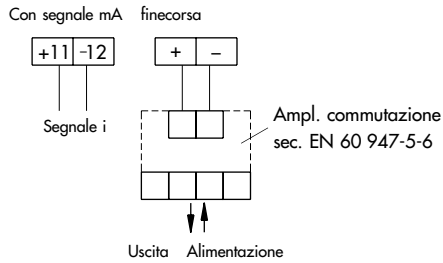 Con segnale mA finecorsa
+11 -12 + –
Segnale i
Ampl. commutazione
sec. EN 60 947-5-6
Uscita Alimentazione